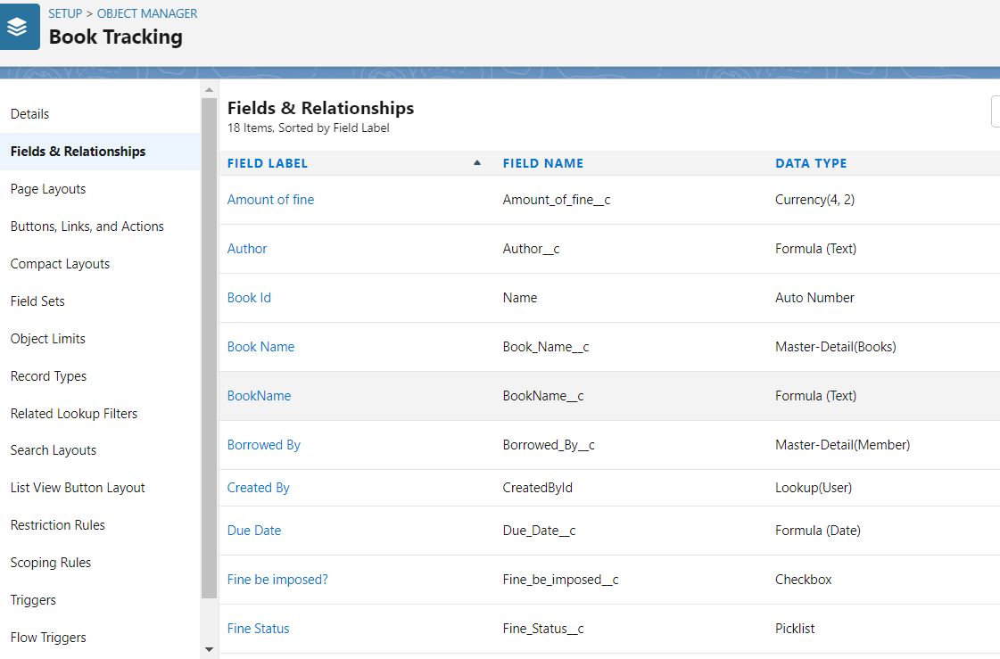 SETUP > OBJECT MANAGER
Book Tracking
Details
Fields & Relationships
Page Layouts
Buttons, Links, and Actions
Compact Layouts
Field Sets
Object Limits
Record Types
Related Lookup Filters
Search Layouts
List View Button Layout
Restriction Rules
Scoping Rules
Triggers
Flow Triggers
Fields & Relationships
18 Items, Sorted by Field Label
FIELD LABEL FIELD NAME DATA TYPE
Amount of fine Amount_of_fine__c Currency(4, 2)
Author Author__c Formula (Text)
Book Id Name Auto Number
Book Name Book_Name__c Master-Detail(Books)
BookName BookName__c Formula (Text)
Borrowed By Borrowed_By__c Master-Detail(Member)
Created By CreatedById Lookup(User)
Due Date Due_Date__c Formula (Date)
Fine be imposed? Fine_be_imposed__c Checkbox
Fine Status Fine_Status__c Picklist